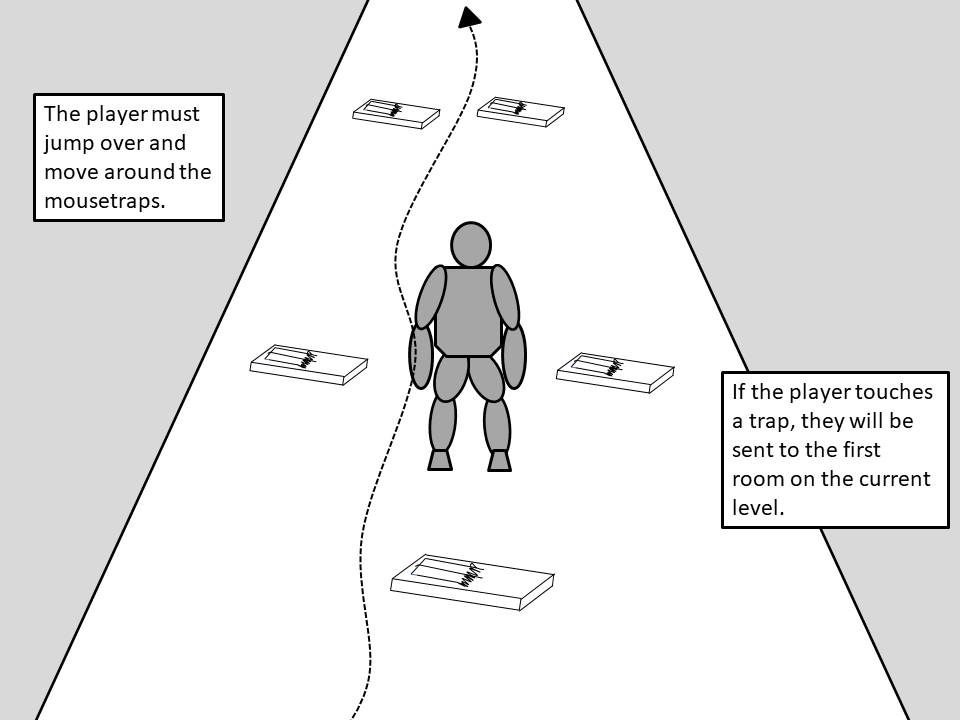 The player must
jump over and
move around the
mousetraps.
If the player touches
a trap, they will be
sent to the first
room on the current
level.